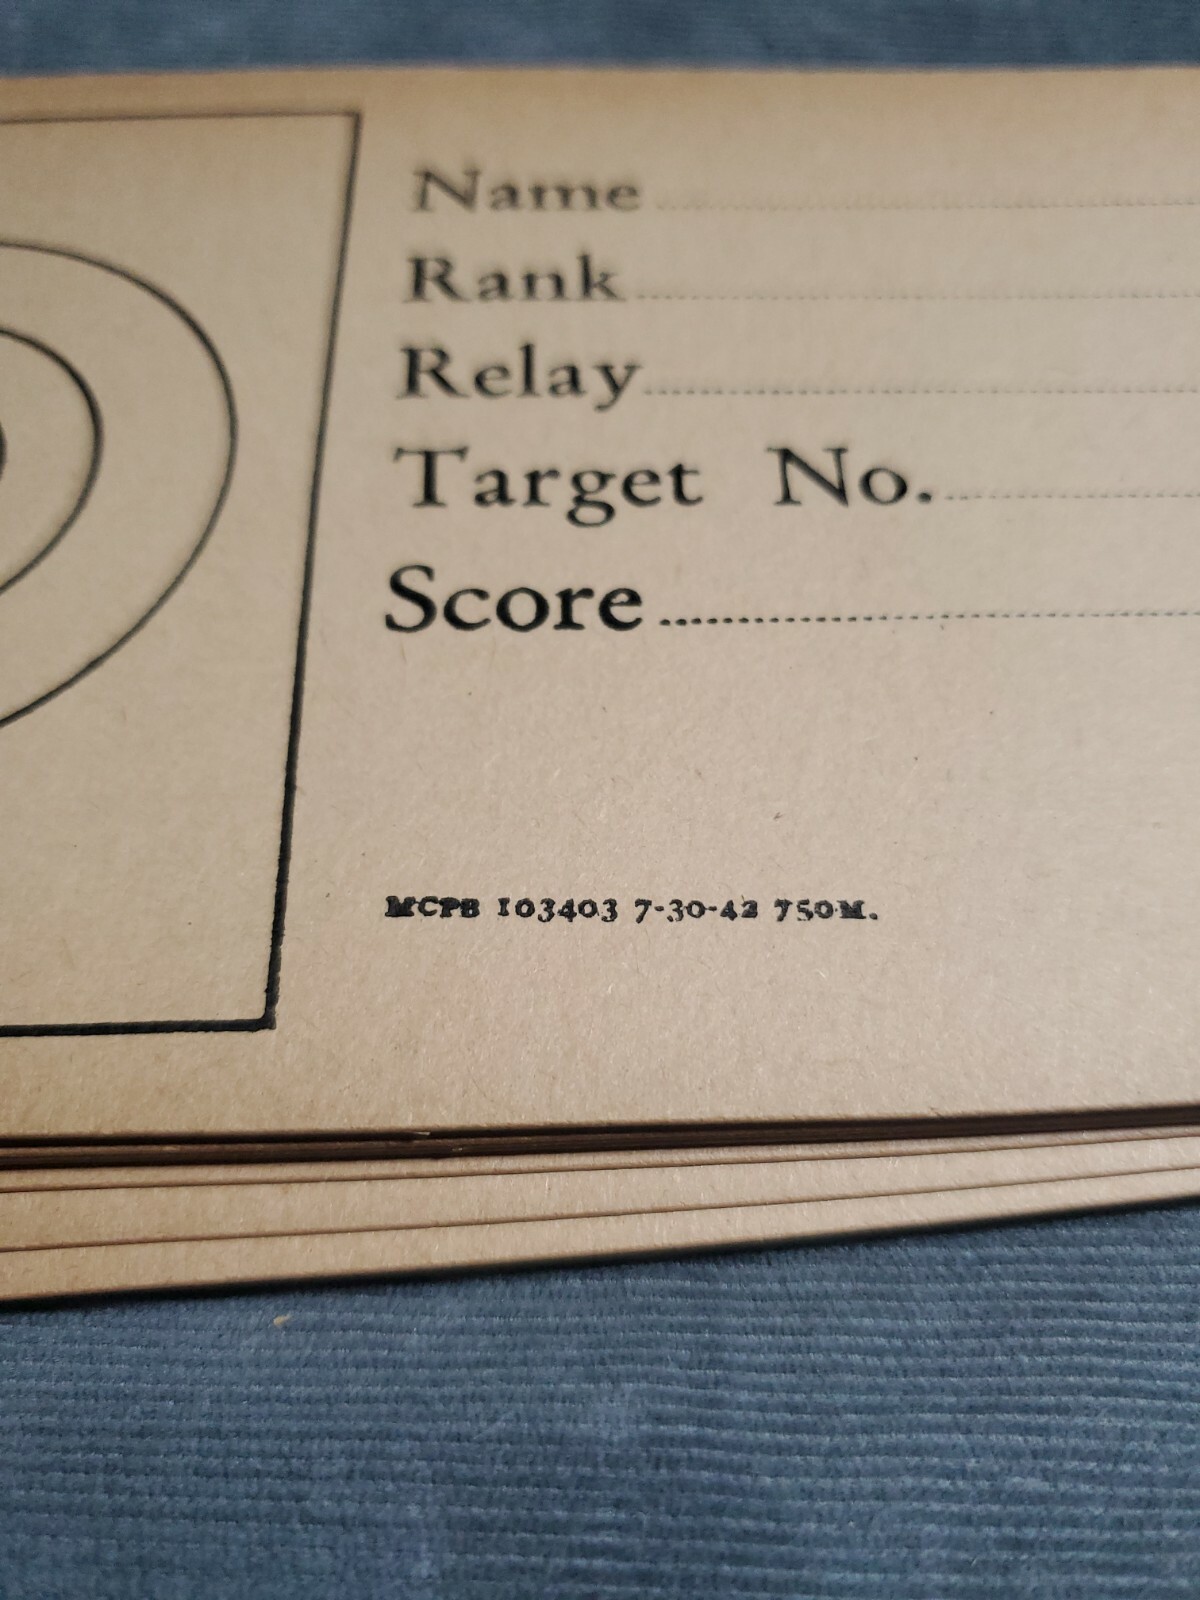 Name
Rank
Relay
Target No.
Score
MCPB 103403 7-30-42 750M.